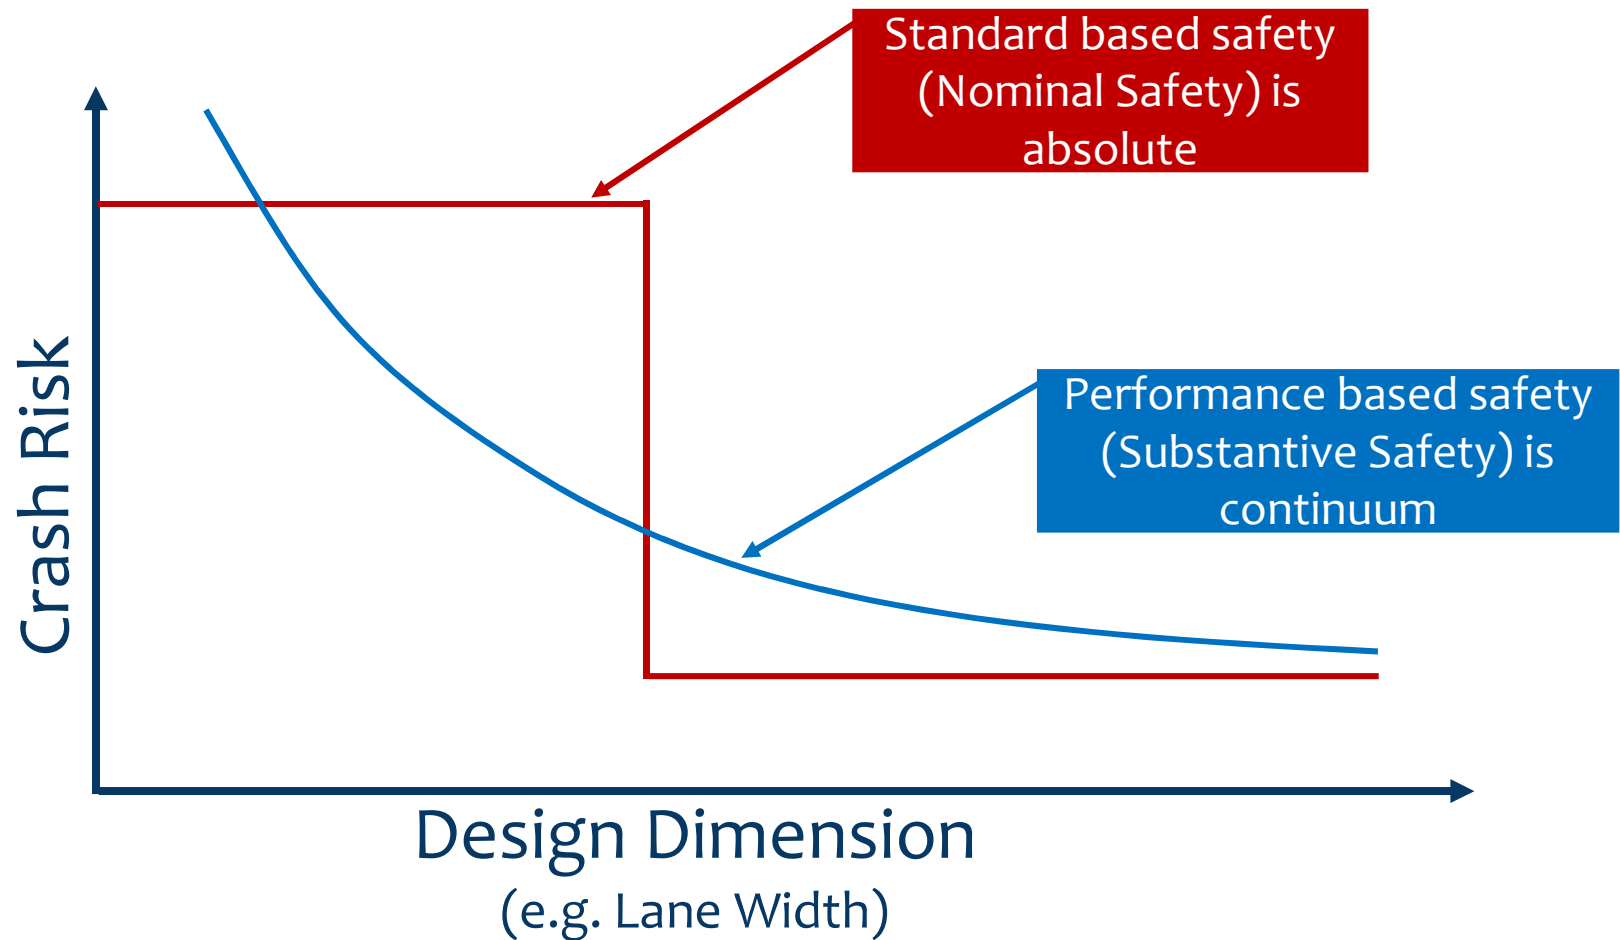 Standard based safety
(Nominal Safety) is
absolute
Performance based safety
(Substantive Safety) is
continuum
Crash Risk
Design Dimension
(e.g. Lane Width)